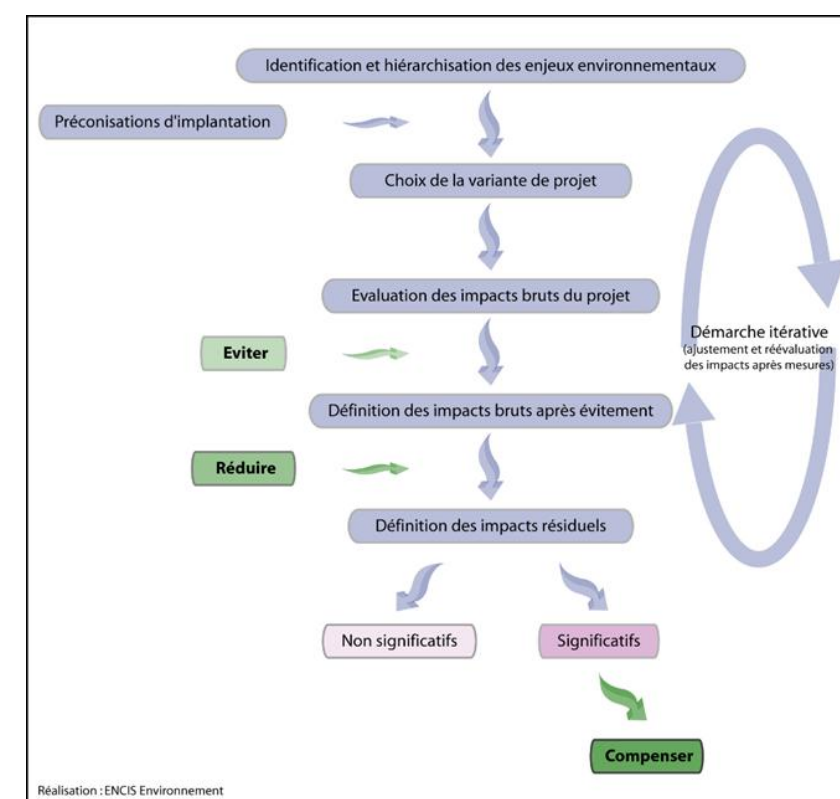 Identification et hiérarchisation des enjeux environnementaux
Préconisations d'implantation
Choix de la variante de projet
Evaluation des impacts bruts du projet
Démarche itérative
(ajustement et réévaluation
des impacts après mesures)
Eviter
Définition des impacts bruts après évitement
Réduire
Définition des impacts résiduels
Non significatifs
Significatifs
Compenser
Réalisation : ENCIS Environnement